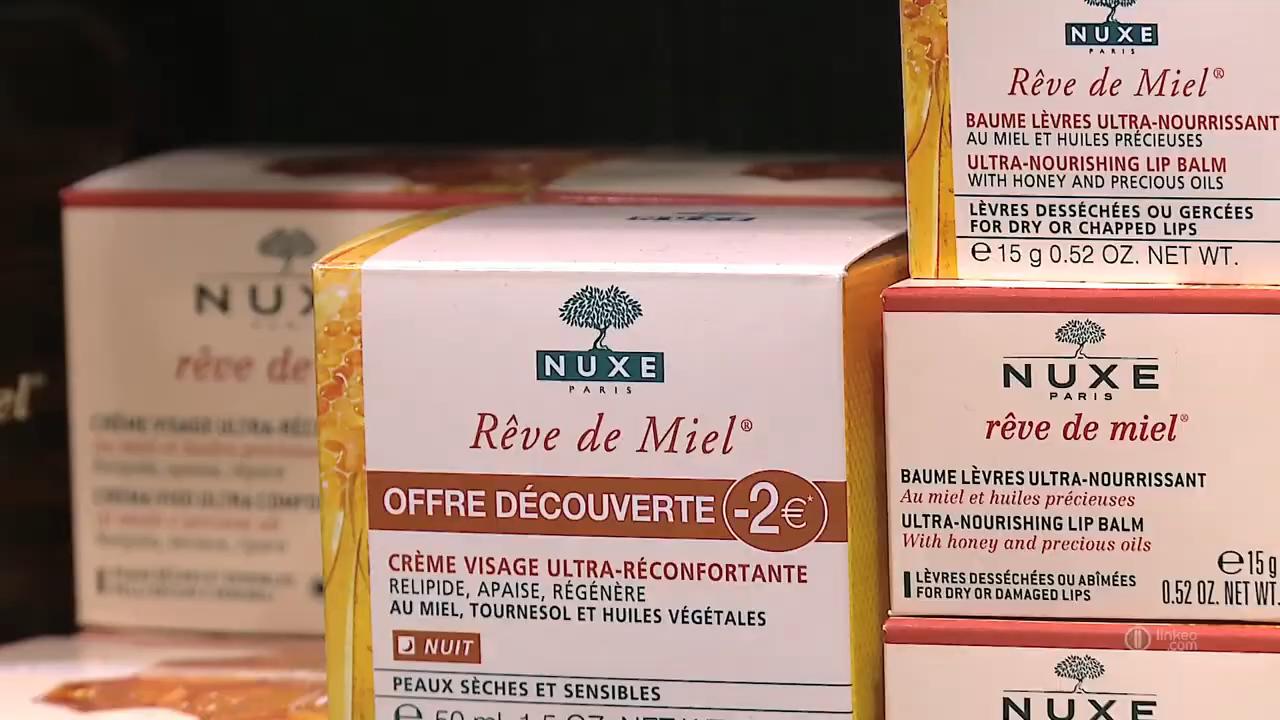 NUXE
PARIS
Rêve de Miel®
OFFRE DÉCOUVERTE -2€*
CRÈME VISAGE ULTRA-RÉCONFORTANTE
RELIPIDE, APAISE, RÉGÉNÈRE
AU MIEL, TOURNESOL ET HUILES VÉGÉTALES
NUIT
PEAUX SÈCHES ET SENSIBLES
NUXE
PARIS
Rêve de Miel®
BAUME LÈVRES ULTRA-NOURRISSANT
AU MIEL ET HUILES PRÉCIEUSES
ULTRA-NOURISHING LIP BALM
WITH HONEY AND PRECIOUS OILS
LÈVRES DESSÉCHÉES OU GERCÉES
FOR DRY OR CHAPPED LIPS
e 15 g 0.52 OZ. NET WT.
NUXE
PARIS
rêve de miel®
BAUME LÈVRES ULTRA-NOURRISSANT
Au miel et huiles précieuses
ULTRA-NOURISHING LIP BALM
With honey and precious oils
LÈVRES DESSÉCHÉES OU ABÎMÉES
FOR DRY OR DAMAGED LIPS
e 15 g
0.52 OZ. NET WT.
NUXE
linkeo
.com
NUX
rêve de